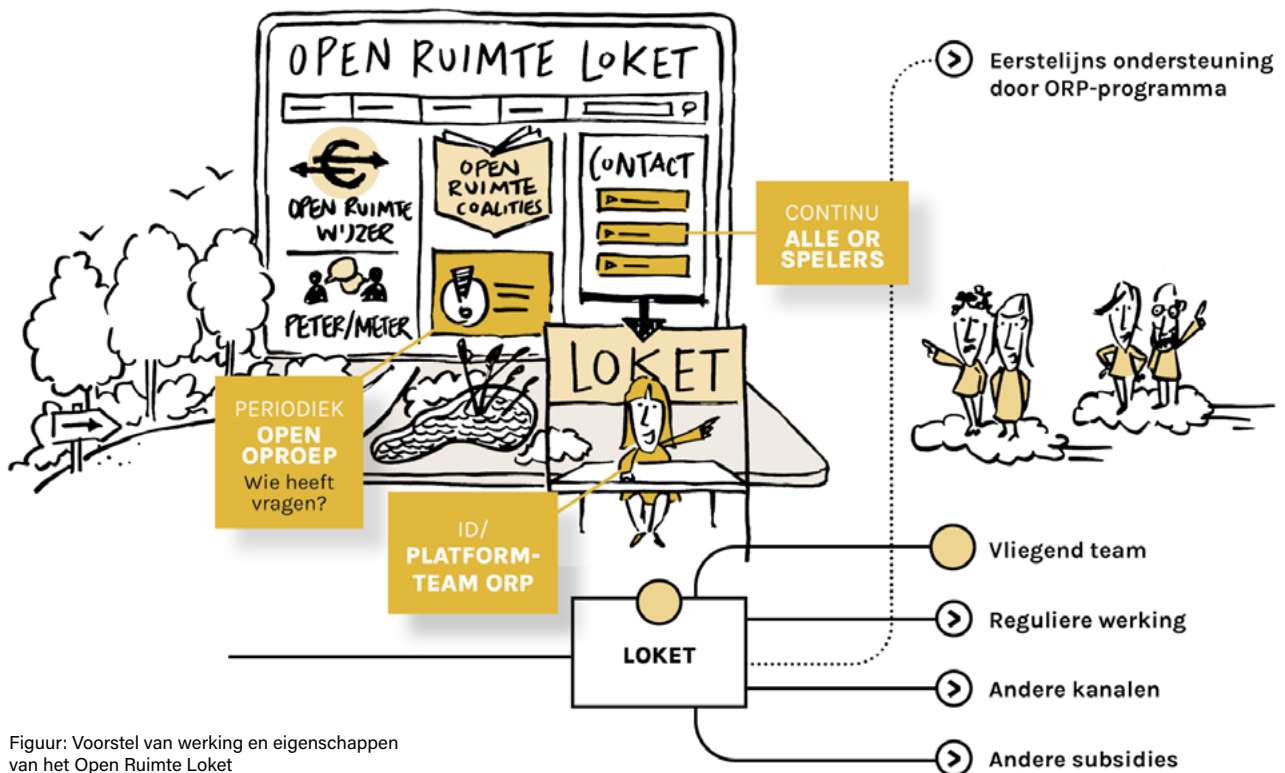 OPEN RUIMTE LOKET
OPEN RUIMTE
WIJZER
PETER/METER
OPEN
RUIMTE
COALITIES
CONTACT
CONTINU
ALLE OR
SPELERS
LOKET
PERIODIEK
OPEN
OPROEP
Wie heeft
vragen?
ID/
PLATFORM-
TEAM ORP
Eerstelijns ondersteuning
door ORP-programma
LOKET
Vliegend team
Reguliere werking
Andere kanalen
Andere subsidies
Figuur: Voorstel van werking en eigenschappen
van het Open Ruimte Loket